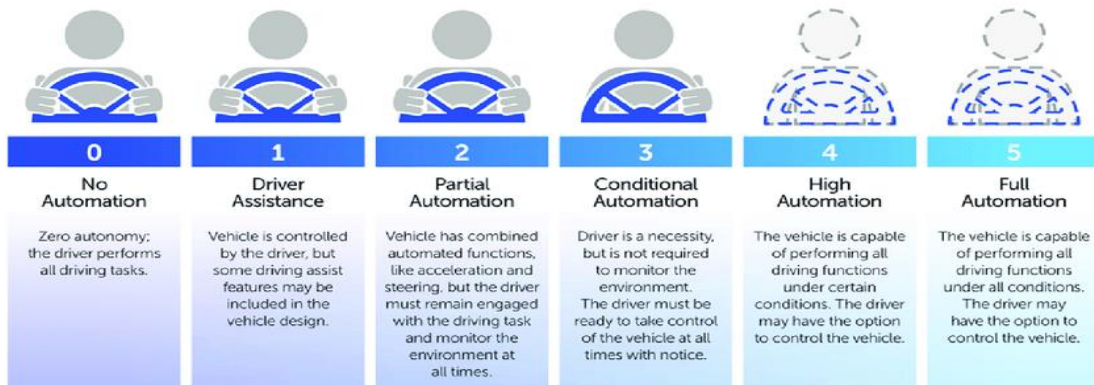 0
No
Automation
Zero autonomy;
the driver performs
all driving tasks.
1
Driver
Assistance
Vehicle is controlled
by the driver, but
some driving assist
features may be
included in the
vehicle design.
2
Partial
Automation
Vehicle has combined
automated functions,
like acceleration and
steering, but the driver
must remain engaged
with the driving task
and monitor the
environment at
all times.
3
Conditional
Automation
Driver is a necessity,
but is not required
to monitor the
environment.
The driver must be
ready to take control
of the vehicle at all
times with notice.
4
High
Automation
The vehicle is capable
of performing all
driving functions
under certain
conditions. The driver
may have the option
to control the vehicle.
5
Full
Automation
The vehicle is capable
of performing all
driving functions
under all conditions.
The driver may
have the option to
control the vehicle.